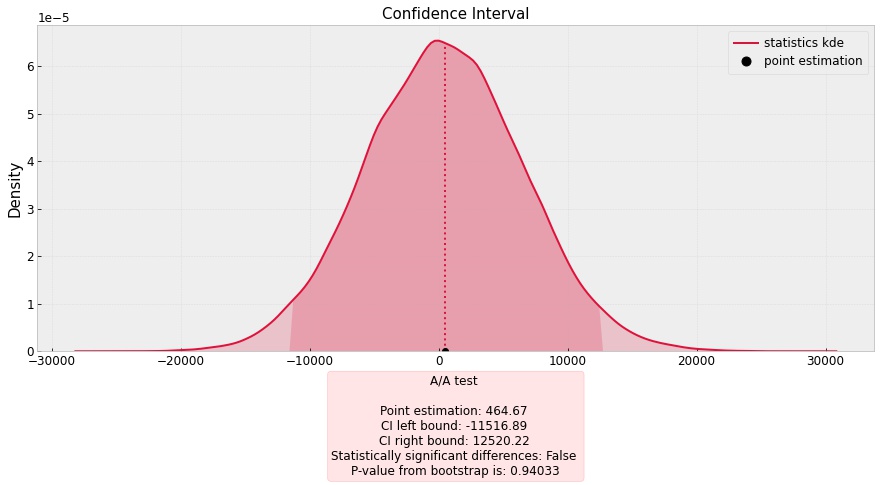 Confidence Interval
1e−5
statistics kde
point estimation
Density
6
5
4
3
2
1
0
−30000 −20000 −10000 0 10000 20000 30000
A/A test
Point estimation: 464.67
CI left bound: -11516.89
CI right bound: 12520.22
Statistically significant differences: False
P-value from bootstrap is: 0.94033